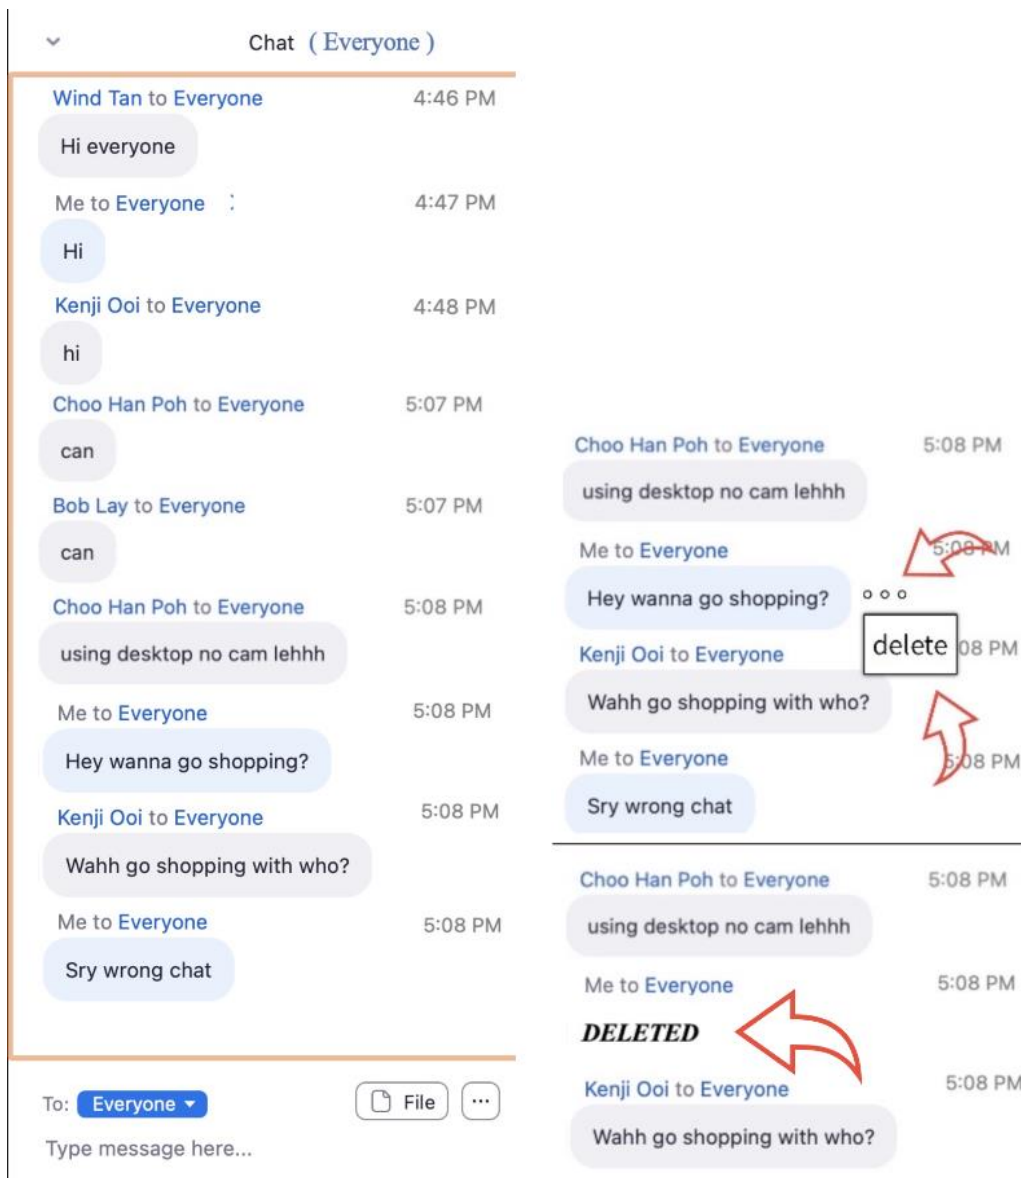 Chat ( Everyone )
Wind Tan to Everyone 4:46 PM
Hi everyone
Me to Everyone : 4:47 PM
Hi
Kenji Ooi to Everyone 4:48 PM
hi
Choo Han Poh to Everyone 5:07 PM
can
Bob Lay to Everyone 5:07 PM
can
Choo Han Poh to Everyone 5:08 PM
using desktop no cam lehhh
Me to Everyone 5:08 PM
Hey wanna go shopping?
Kenji Ooi to Everyone 5:08 PM
Wahh go shopping with who?
Me to Everyone 5:08 PM
Sry wrong chat
To: Everyone
File ...
Type message here...
Choo Han Poh to Everyone 5:08 PM
using desktop no cam lehhh
Me to Everyone 5:08 PM
Hey wanna go shopping?
delete
Kenji Ooi to Everyone 08 PM
Wahh go shopping with who?
Me to Everyone 5:08 PM
Sry wrong chat
Choo Han Poh to Everyone 5:08 PM
using desktop no cam lehhh
Me to Everyone 5:08 PM
DELETED
Kenji Ooi to Everyone 5:08 PM
Wahh go shopping with who?